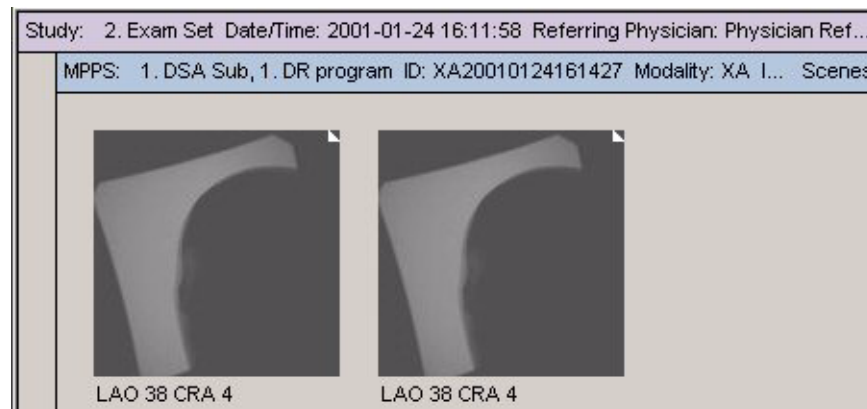 Study: 2. Exam Set Date/Time: 2001-01-24 16:11:58 Referring Physician: Physician Ref...
MPPS: 1. DSA Sub, 1. DR program ID: XA20010124161427 Modality: XA I... Scenes
LAO 38 CRA 4 LAO 38 CRA 4